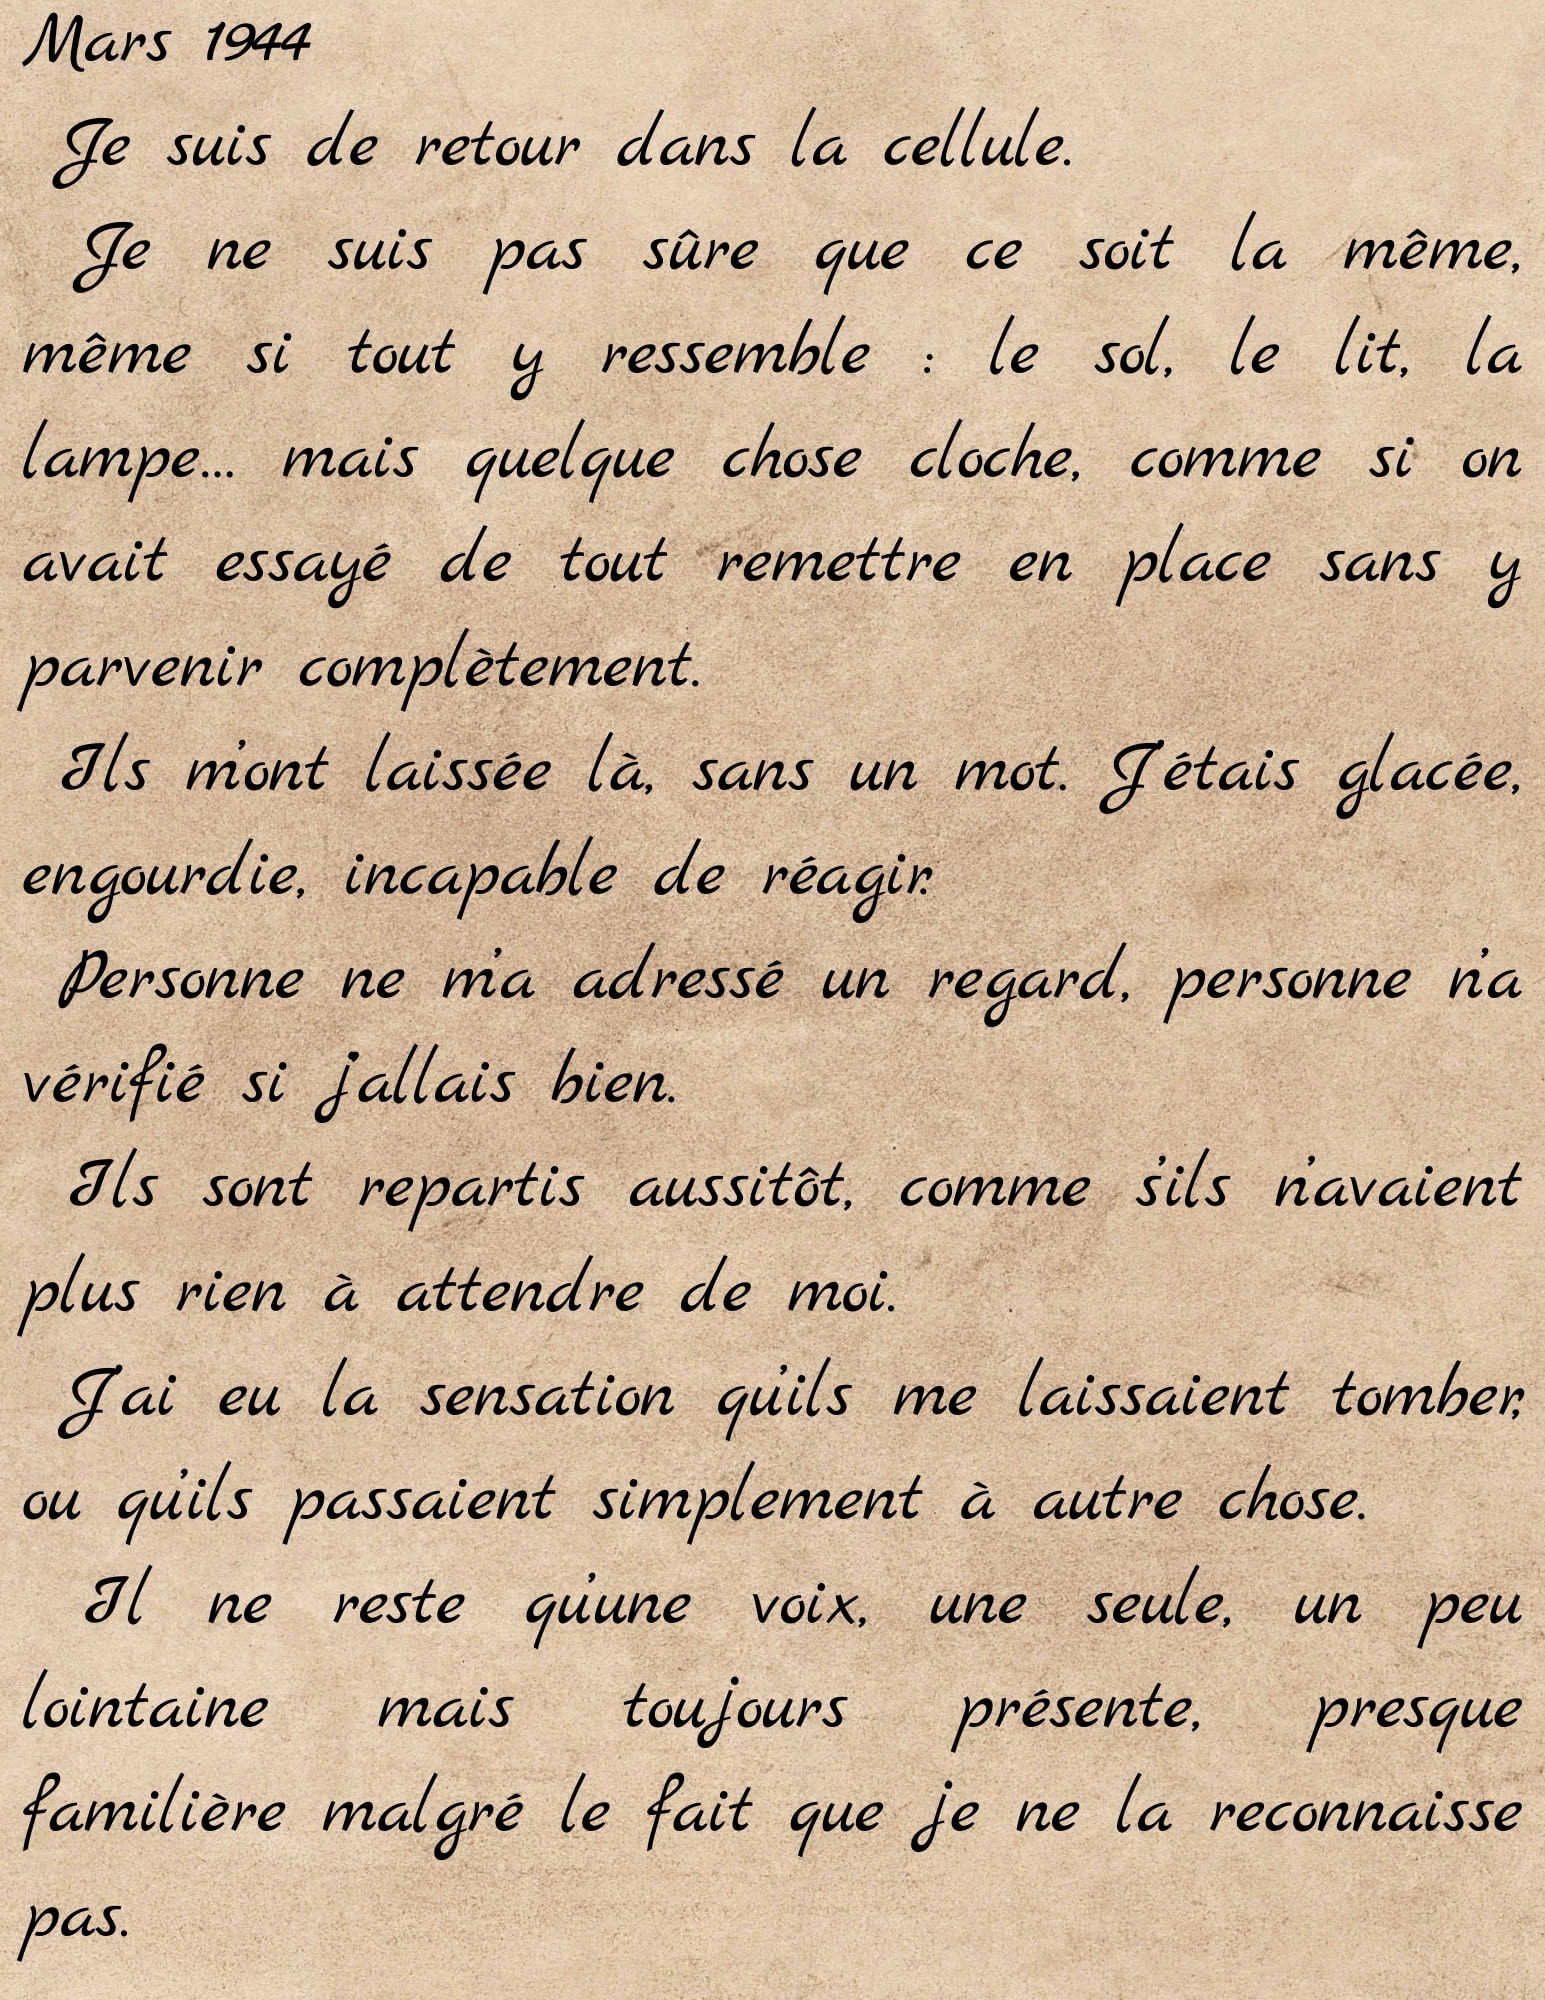 Mars 1944
Je suis de retour dans la cellule.
Je ne suis pas sûre que ce soit la même,
même si tout y ressemble : le sol, le lit, la
lampe... mais quelque chose cloche, comme si on
avait essayé de tout remettre en place sans y
parvenir complètement.
Ils m'ont laissée là, sans un mot. J'étais glacée,
engourdie, incapable de réagir.
Personne ne m'a adressé un regard, personne n'a
vérifié si j'allais bien.
Ils sont repartis aussitôt, comme s'ils n'avaient
plus rien à attendre de moi.
J'ai eu la sensation qu'ils me laissaient tomber,
ou qu'ils passaient simplement à autre chose.
Il ne reste qu'une voix, une seule, un peu
lointaine mais toujours présente, presque
familière malgré le fait que je ne la reconnaisse
pas.